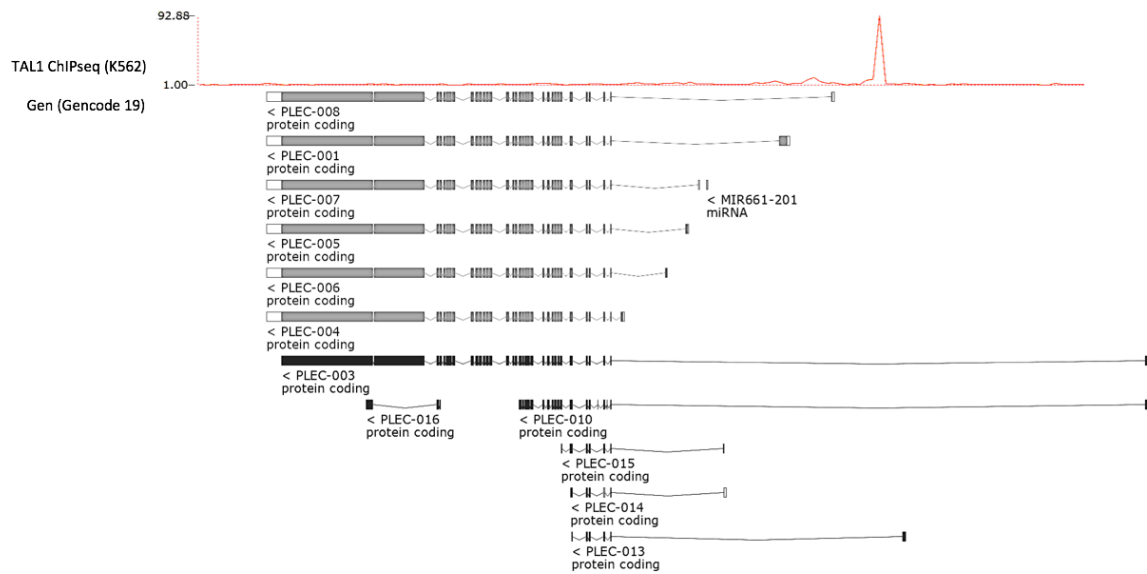 92.88
TAL1 ChIPseq (K562)
1.00
Gen (Gencode 19)
< PLEC-008
protein coding
< PLEC-001
protein coding
< PLEC-007
protein coding
< MIR661-201
miRNA
< PLEC-005
protein coding
< PLEC-006
protein coding
< PLEC-004
protein coding
< PLEC-003
protein coding
< PLEC-016
protein coding
< PLEC-010
protein coding
< PLEC-015
protein coding
< PLEC-014
protein coding
< PLEC-013
protein coding